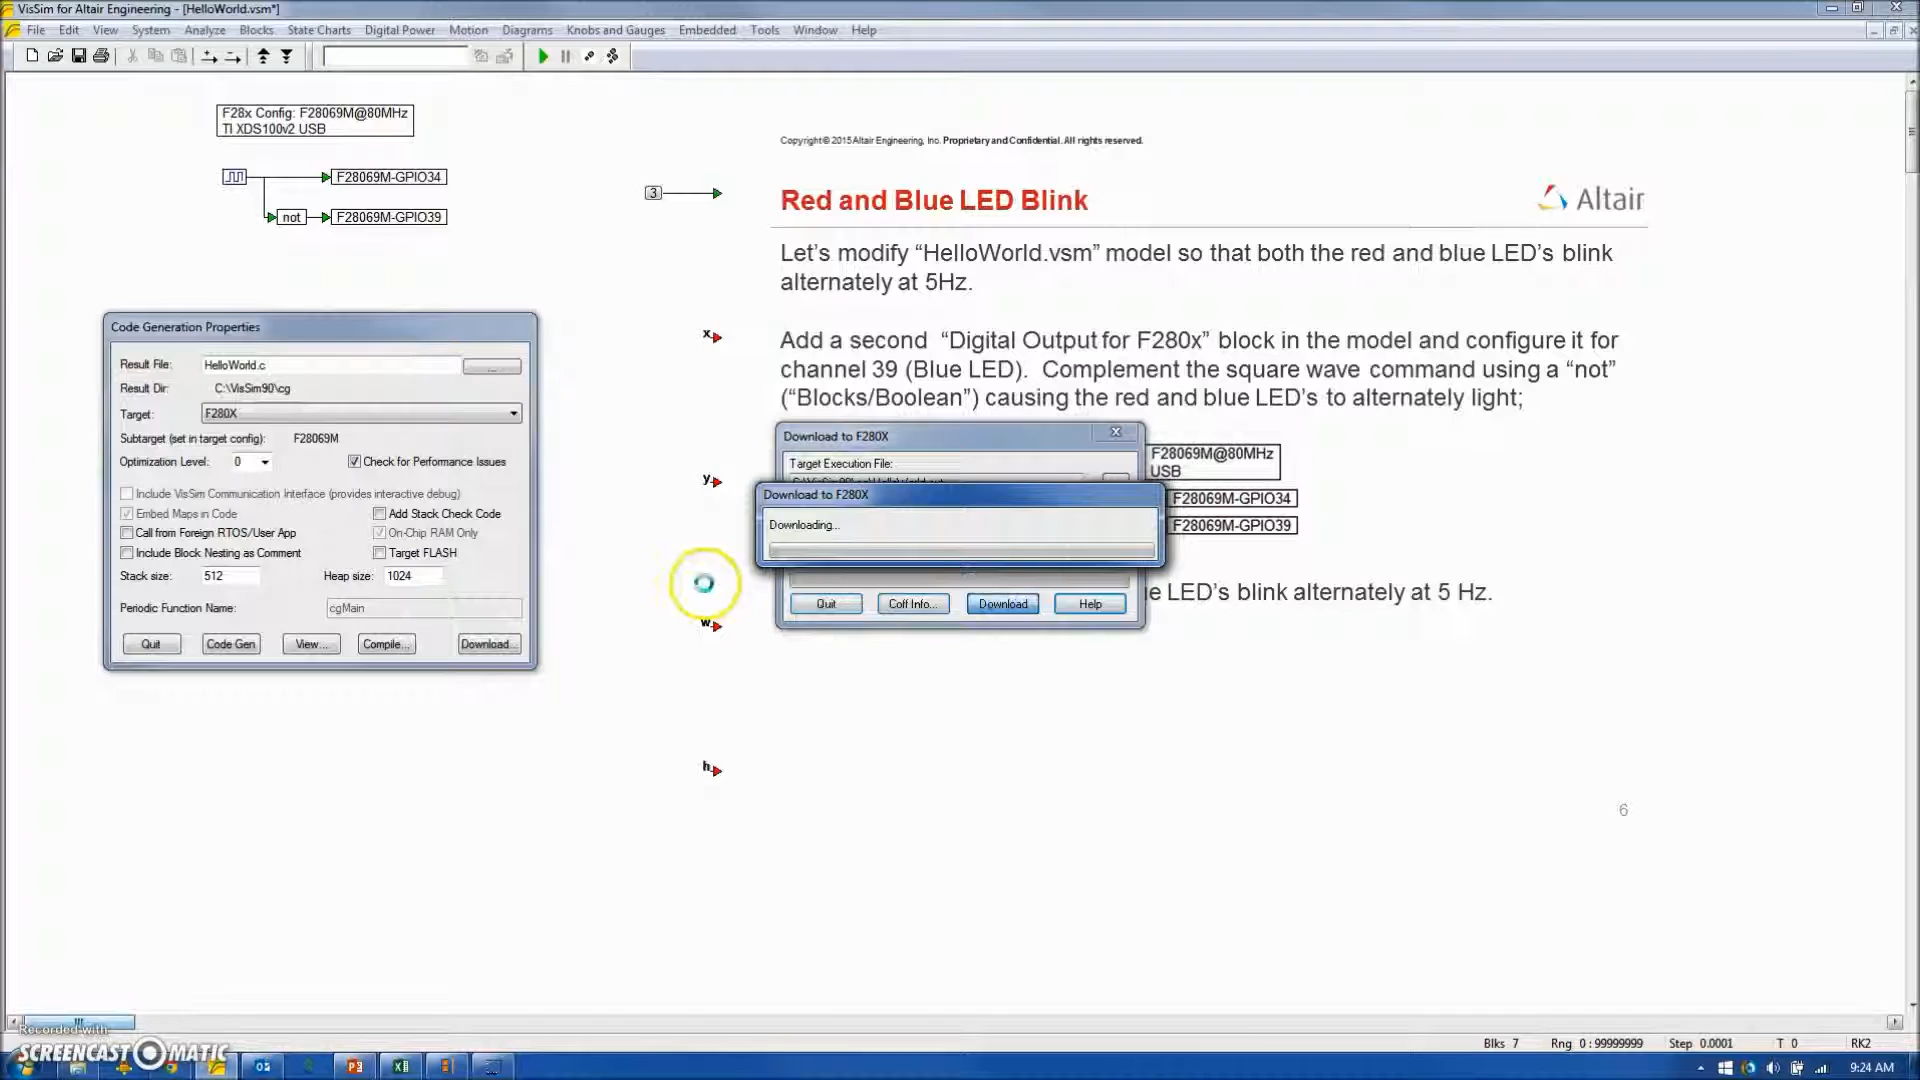 VisSim for Altair Engineering - [HelloWorld.vsm*]
File Edit View System Analyze Blocks State Charts Digital Power Motion Diagrams Knobs and Gauges Embedded Tools Window Help
F28x Config: F28069M@80MHz
TI XDS100v2 USB
F28069M-GPIO34
not
F28069M-GPIO39
Copyright © 2015 Altair Engineering, Inc. Proprietary and Confidential. All rights reserved.
3
Red and Blue LED Blink
Altair
Let's modify “HelloWorld.vsm” model so that both the red and blue LED's blink
alternately at 5Hz.
x
Add a second “Digital Output for F280x” block in the model and configure it for
channel 39 (Blue LED). Complement the square wave command using a “not”
(“Blocks/Boolean”) causing the red and blue LED's to alternately light;
Code Generation Properties
Result File: HelloWorld.c ...
Result Dir: C:\VisSim90\cg
Target: F280X
Subtarget (set in target config): F28069M
Optimization Level: 0 Check for Performance Issues
Include VisSim Communication Interface (provides interactive debug)
Embed Maps in Code Add Stack Check Code
Call from Foreign RTOS/User App On-Chip RAM Only
Include Block Nesting as Comment Target FLASH
Stack size: 512 Heap size: 1024
Periodic Function Name: cgMain
Quit Code Gen View... Compile... Download...
Download to F280X
Target Execution File:
F28069M@80MHz
USB
y
Download to F280X
F28069M-GPIO34
Downloading...
F28069M-GPIO39
LED's blink alternately at 5 Hz.
Quit Coff Info... Download Help
w
h
6
Recorded with
SCREENCAST MATIC
Blks 7 Rng 0 : 99999999 Step 0.0001 T 0 RK2
9:24 AM